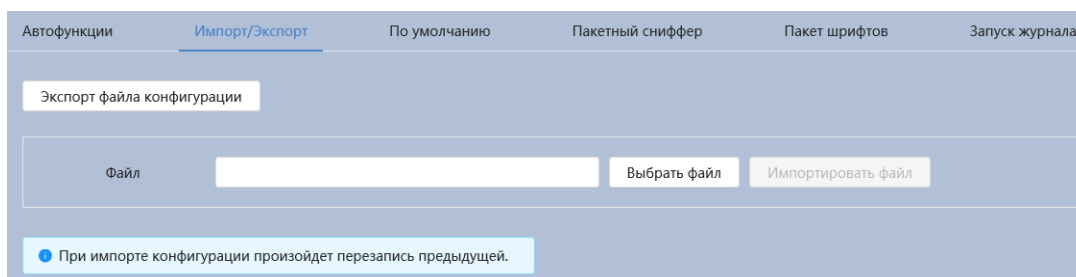 Автофункции Импорт/Экспорт По умолчанию Пакетный сниффер Пакет шрифтов Запуск журнала
Экспорт файла конфигурации
Файл Выбрать файл Импортировать файл
При импорте конфигурации произойдет перезапись предыдущей.